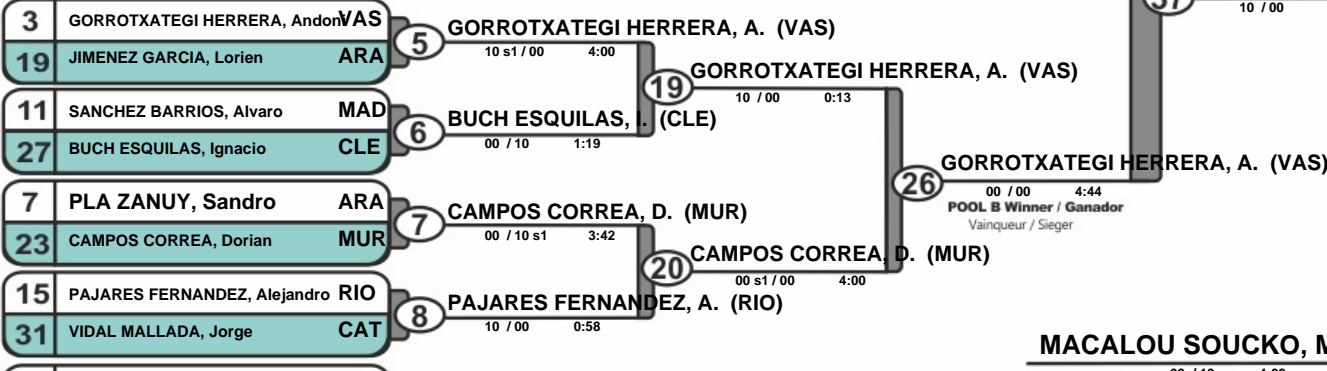 37
10 / 00
3 GORROTXATEGI HERRERA, Andoni VAS
19 JIMENEZ GARCIA, Lorien ARA
5
GORROTXATEGI HERRERA, A. (VAS)
10 s1 / 00 4:00
11 SANCHEZ BARRIOS, Alvaro MAD
27 BUCH ESQUILAS, Ignacio CLE
6
BUCH ESQUILAS, I. (CLE)
00 / 10 1:19
19
GORROTXATEGI HERRERA, A. (VAS)
10 / 00 0:13
7 PLA ZANUY, Sandro ARA
23 CAMPOS CORREA, Dorian MUR
7
CAMPOS CORREA, D. (MUR)
00 / 10 s1 3:42
15 PAJARES FERNANDEZ, Alejandro RIO
31 VIDAL MALLADA, Jorge CAT
8
PAJARES FERNANDEZ, A. (RIO)
10 / 00 0:58
20
CAMPOS CORREA, D. (MUR)
00 s1 / 00 4:00
26
GORROTXATEGI HERRERA, A. (VAS)
00 / 00 4:44
POOL B Winner / Ganador
Vainqueur / Sieger
MACALOU SOUCKO, M